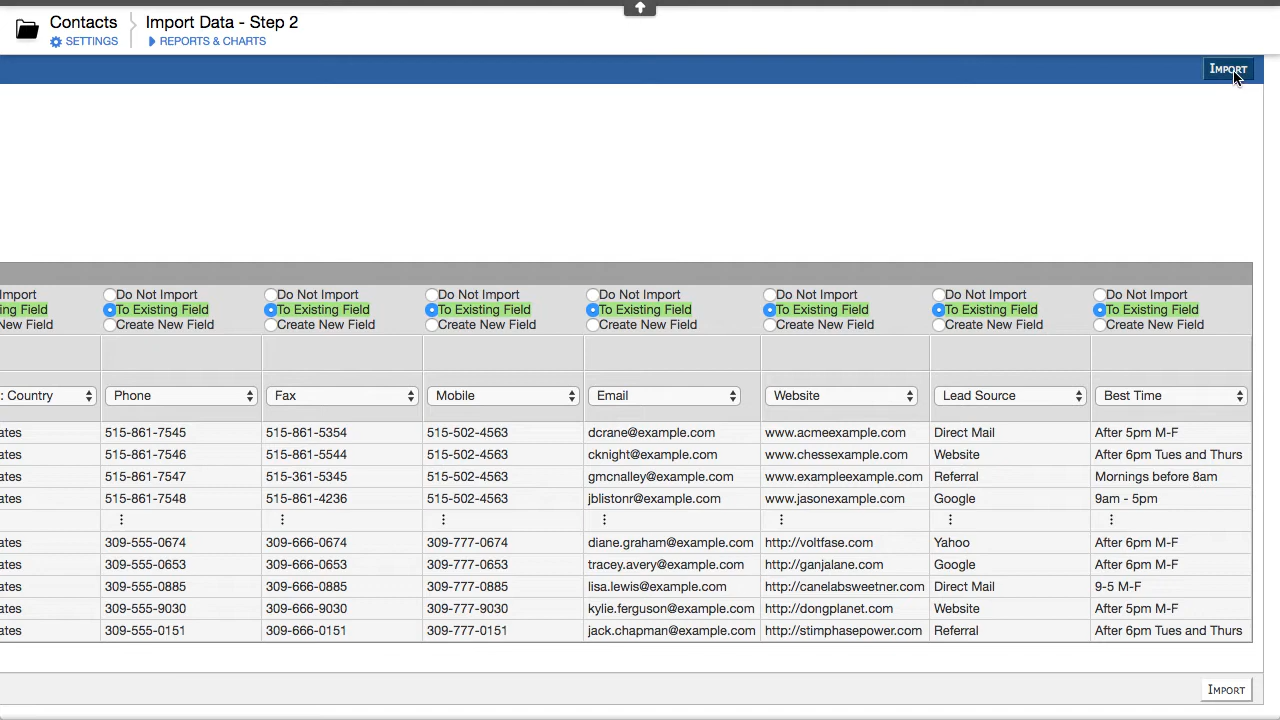 Contacts
Import Data - Step 2
SETTINGS
REPORTS & CHARTS
IMPORT
Import Do Not Import Do Not Import Do Not Import Do Not Import Do Not Import Do Not Import Do Not Import
ing Field To Existing Field To Existing Field To Existing Field To Existing Field To Existing Field To Existing Field To Existing Field
New Field Create New Field Create New Field Create New Field Create New Field Create New Field Create New Field Create New Field
: Country Phone Fax Mobile Email Website Lead Source Best Time
ates 515-861-7545 515-861-5354 515-502-4563 dcrane@example.com www.acmeexample.com Direct Mail After 5pm M-F
ates 515-861-7546 515-861-5544 515-502-4563 cknight@example.com www.chessexample.com Website After 6pm Tues and Thurs
ates 515-861-7547 515-361-5345 515-502-4563 gmcnalley@example.com www.exampleexample.com Referral Mornings before 8am
ates 515-861-7548 515-861-4236 515-502-4563 jblistonr@example.com www.jasonexample.com Google 9am - 5pm
ates 309-555-0674 309-666-0674 309-777-0674 diane.graham@example.com http://voltfase.com Yahoo After 6pm M-F
ates 309-555-0653 309-666-0653 309-777-0653 tracey.avery@example.com http://ganjalane.com Google After 6pm M-F
ates 309-555-0885 309-666-0885 309-777-0885 lisa.lewis@example.com http://canelabsweetner.com Direct Mail 9-5 M-F
ates 309-555-9030 309-666-9030 309-777-9030 kylie.ferguson@example.com http://dongplanet.com Website After 5pm M-F
ates 309-555-0151 309-666-0151 309-777-0151 jack.chapman@example.com http://stimphasepower.com Referral After 6pm Tues and Thurs
IMPORT